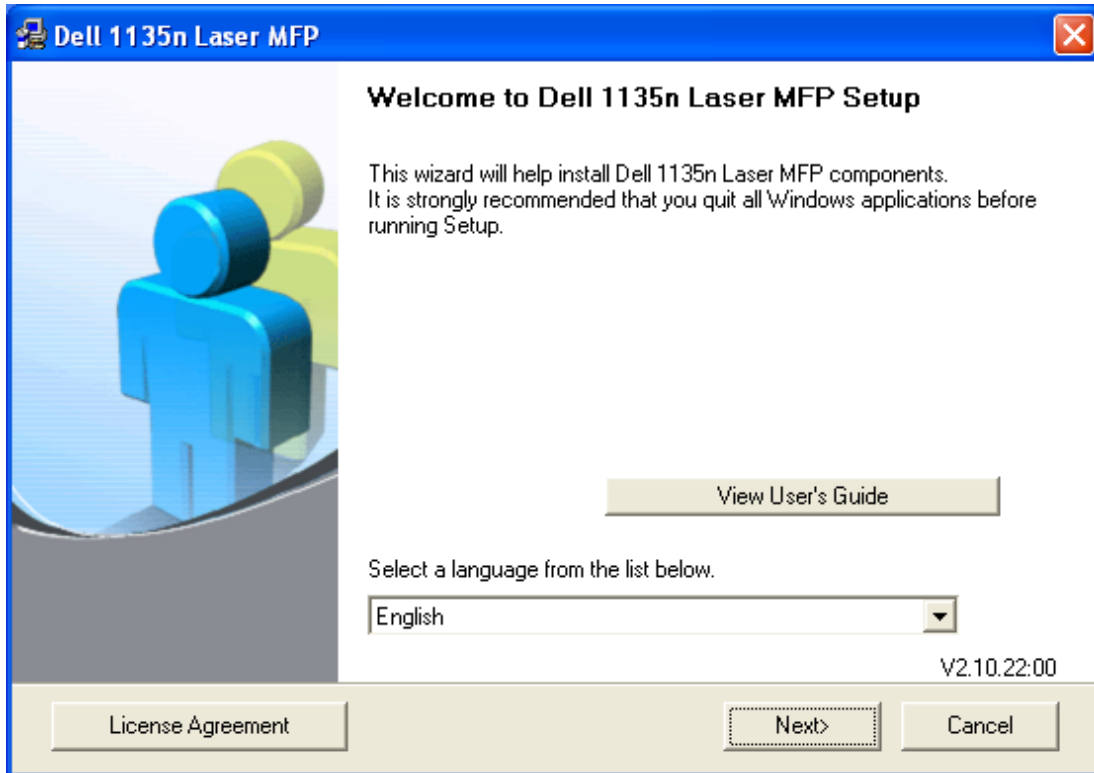 Dell 1135n Laser MFP
Welcome to Dell 1135n Laser MFP Setup
This wizard will help install Dell 1135n Laser MFP components.
It is strongly recommended that you quit all Windows applications before
running Setup.
View User's Guide
Select a language from the list below.
English
V2.10.22:00
License Agreement
Next>
Cancel